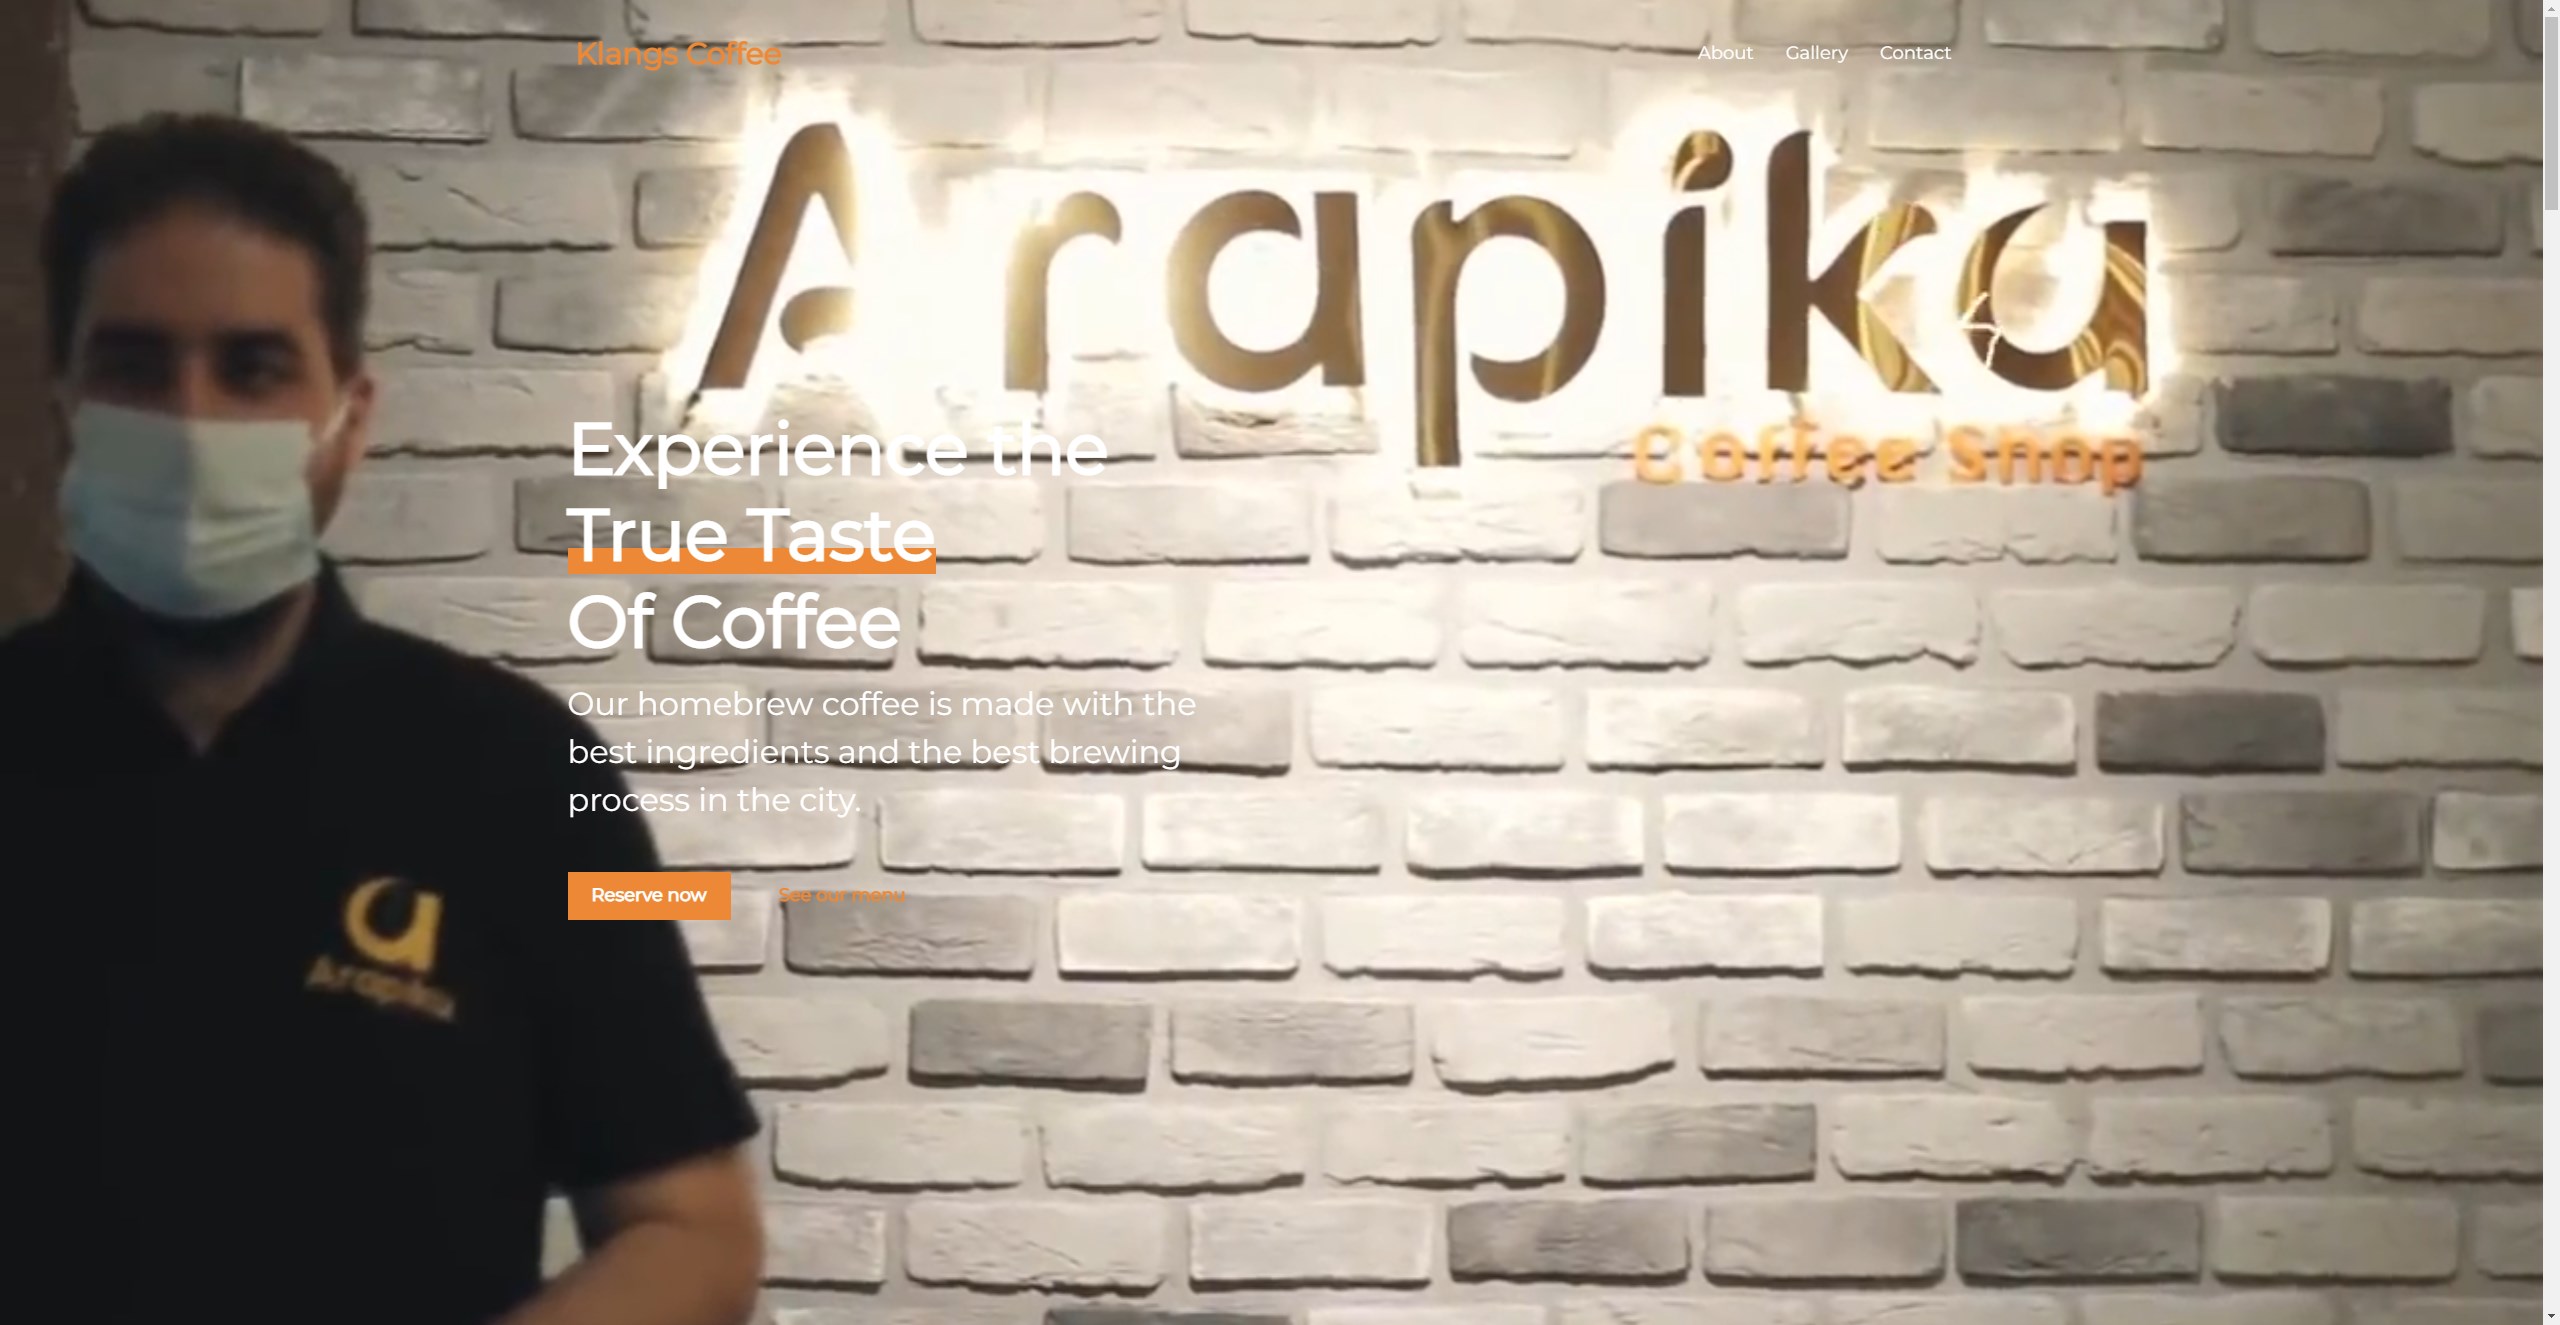 Klangs Coffee
About Gallery Contact
Arapika
Coffee Shop
Experience the
True Taste
Of Coffee
Our homebrew coffee is made with the
best ingredients and the best brewing
process in the city.
Reserve now See our menu
a
Arapika